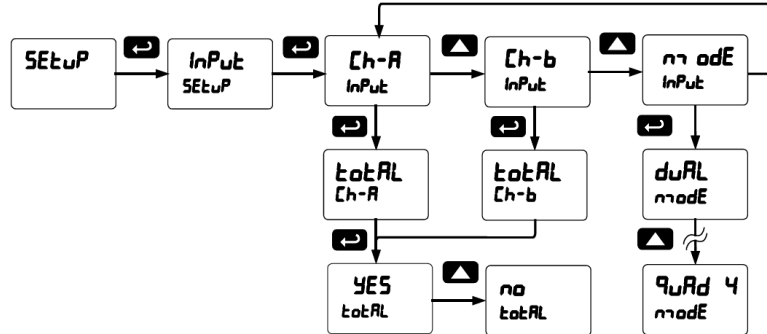 SEtuP
InPut
SEtuP
Ch-A
InPut
Ch-b
InPut
modE
InPut
totAL
Ch-A
totAL
Ch-b
duAL
modE
YES
totAL
no
totAL
quAd 4
modE